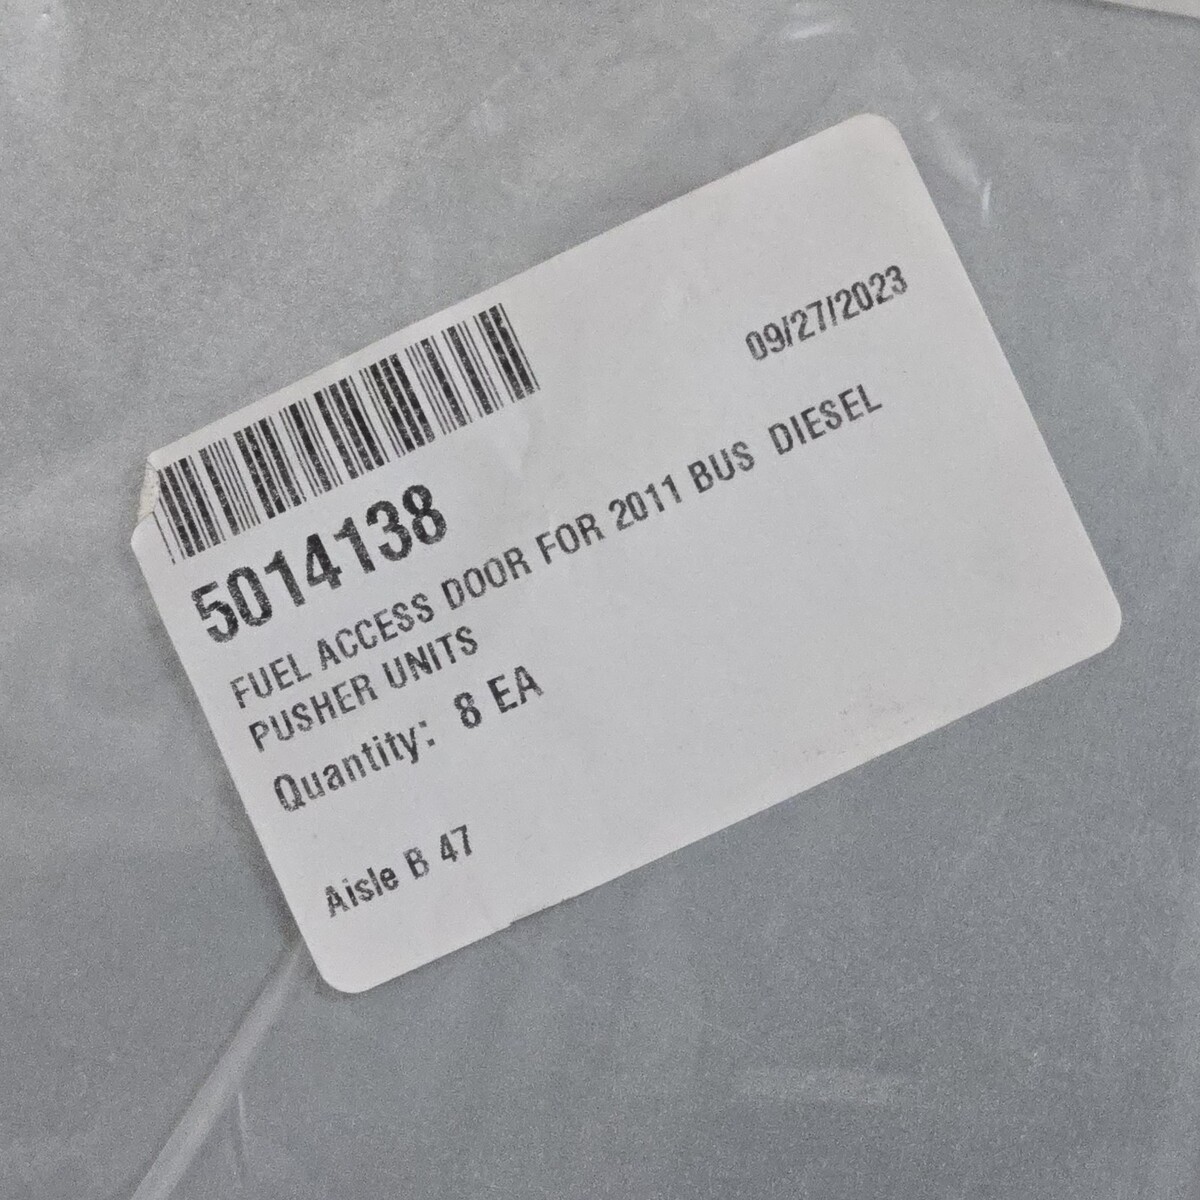 09/27/2023
5014138
FUEL ACCESS DOOR FOR 2011 BUS DIESEL
PUSHER UNITS
Quantity: 8 EA
Aisle B 47